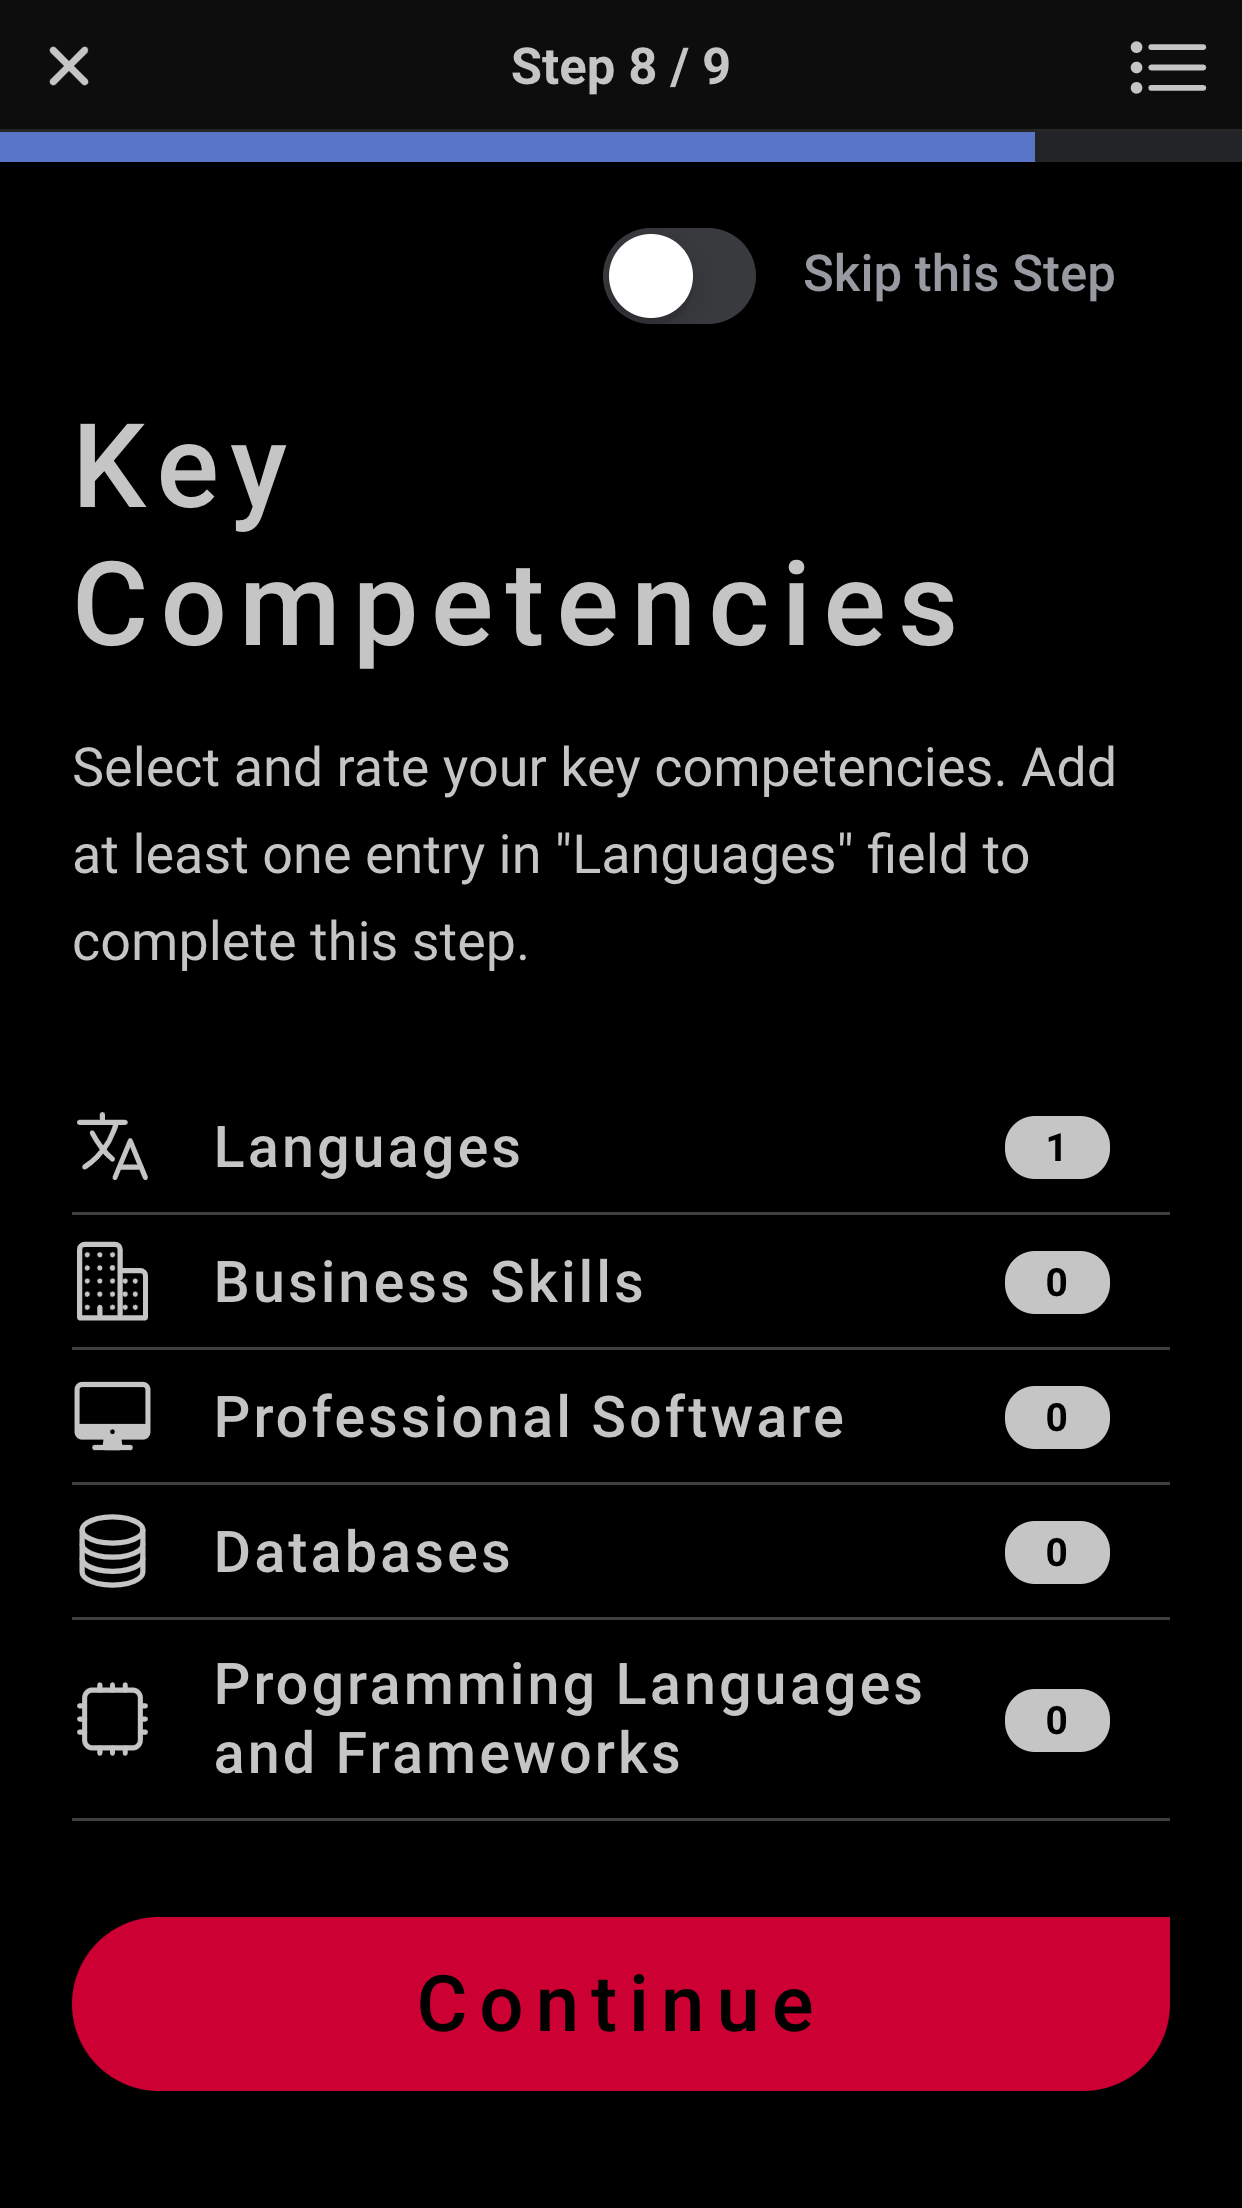 Step 8 / 9
Skip this Step
Key
Competencies
Select and rate your key competencies. Add
at least one entry in "Languages" field to
complete this step.
Languages 1
Business Skills 0
Professional Software 0
Databases 0
Programming Languages
and Frameworks 0
Continue